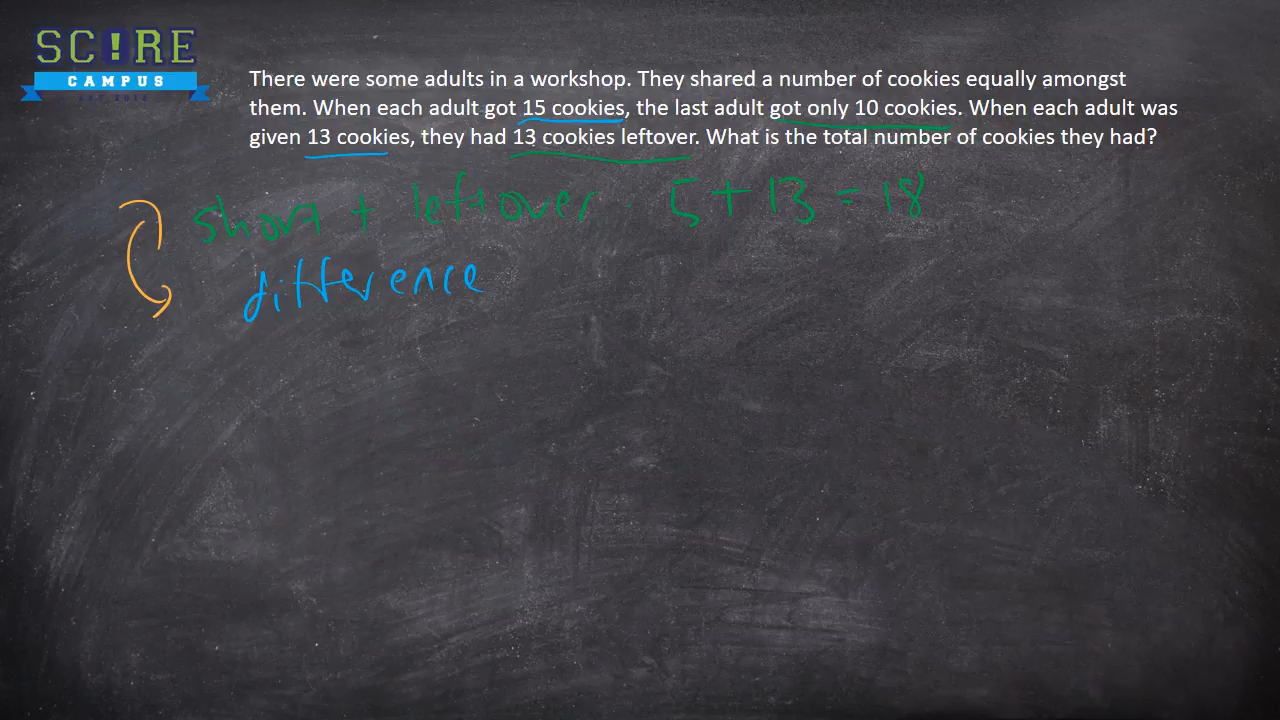 SC!RE
CAMPUS
EST 2013
There were some adults in a workshop. They shared a number of cookies equally amongst
them. When each adult got 15 cookies, the last adult got only 10 cookies. When each adult was
given 13 cookies, they had 13 cookies leftover. What is the total number of cookies they had?
short + leftover. 5 + 13 = 18
difference